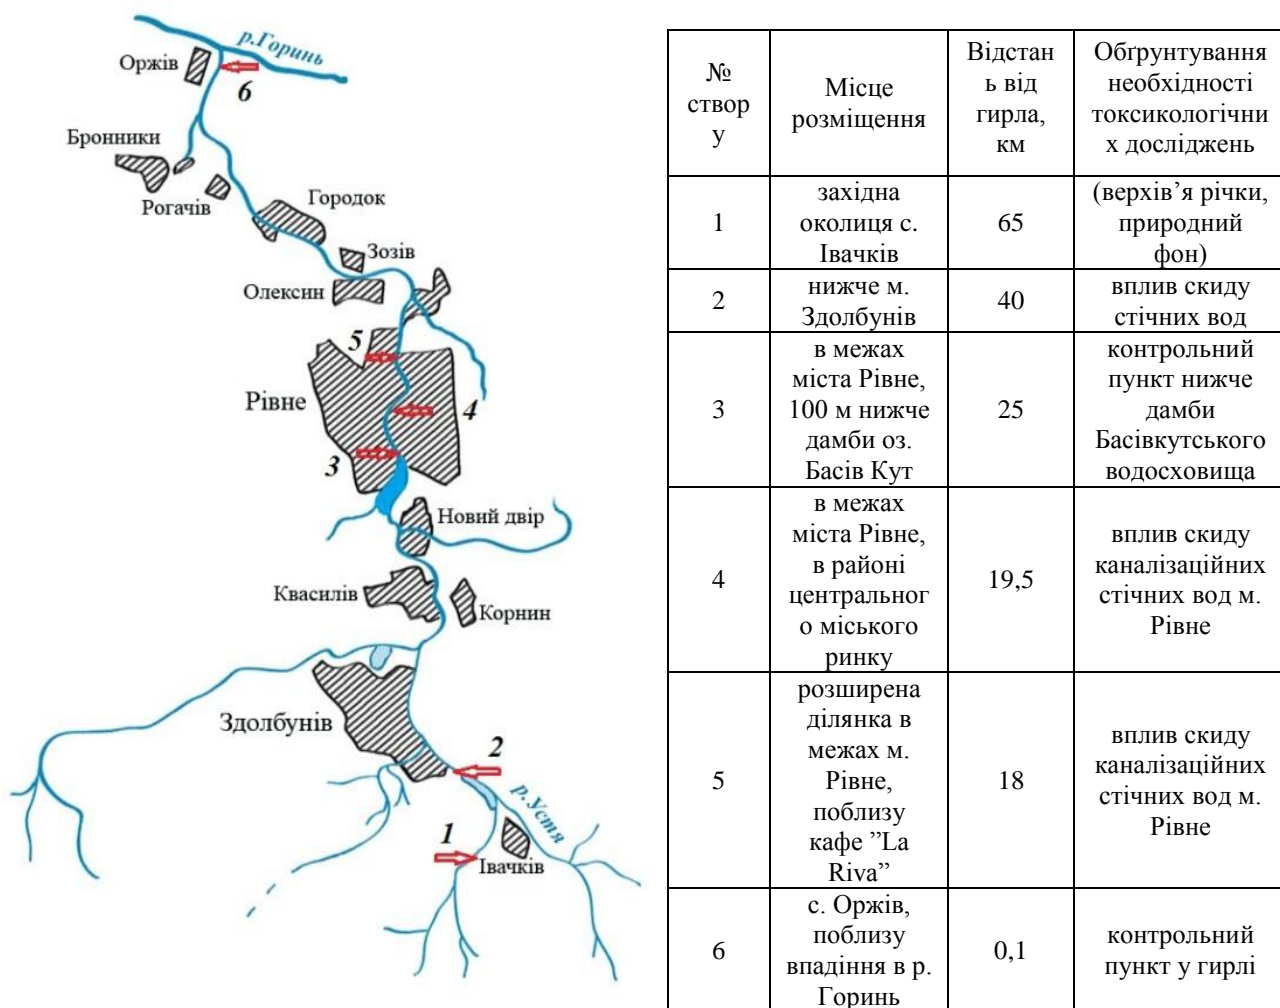 р.Горинь
Оржів
6
Бронники
Рогачів
Городок
Зозів
Олексин
5
Рівне
4
3
Новий двір
Квасилів
Корнин
Здолбунів
2
р.Устя
1
Івачків
№
створ
у
Місце
розміщення
Відстан
ь від
гирла,
км
Обґрунтування
необхідності
токсикологічни
х досліджень
1
західна
околиця с.
Івачків
65
(верхів’я річки,
природний
фон)
2
нижче м.
Здолбунів
40
вплив скиду
стічних вод
3
в межах
міста Рівне,
100 м нижче
дамби оз.
Басів Кут
25
контрольний
пункт нижче
дамби
Басівкутського
водосховища
4
в межах
міста Рівне,
в районі
центральног
о міського
ринку
19,5
вплив скиду
каналізаційних
стічних вод м.
Рівне
5
розширена
ділянка в
межах м.
Рівне,
поблизу
кафе ”La
Riva”
18
вплив скиду
каналізаційних
стічних вод м.
Рівне
6
с. Оржів,
поблизу
впадіння в р.
Горинь
0,1
контрольний
пункт у гирлі